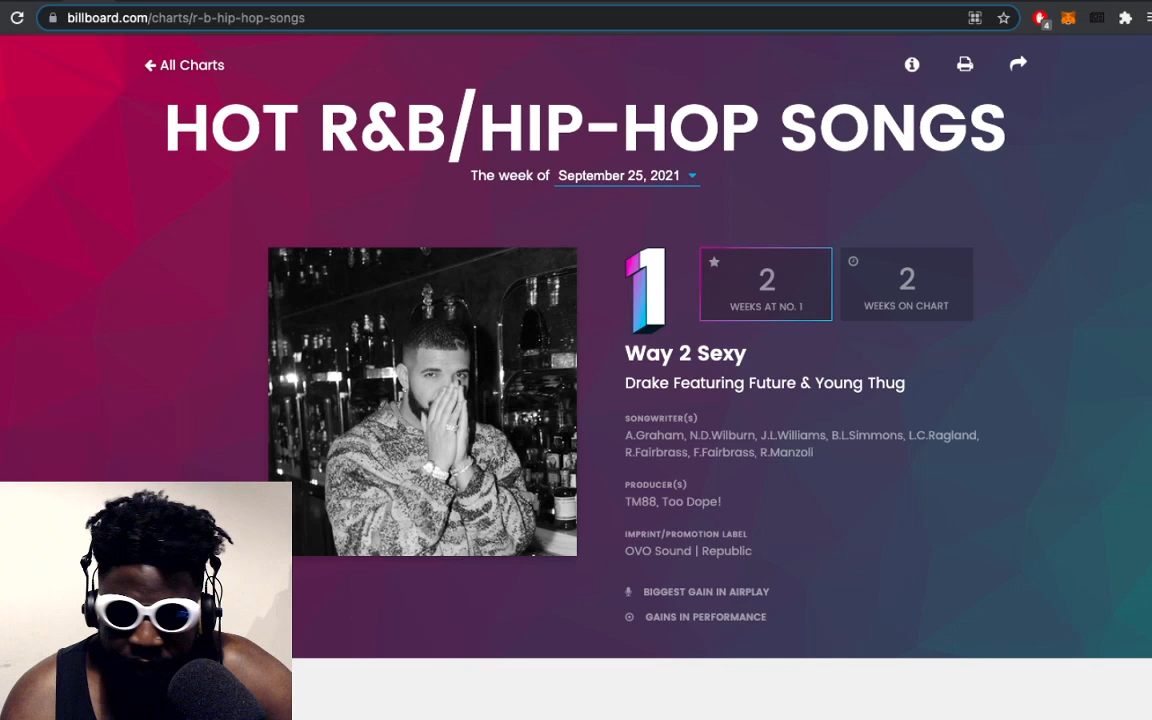 billboard.com/charts/r-b-hip-hop-songs
4
All Charts
HOT R&B/HIP-HOP SONGS
The week of September 25, 2021
1
2
WEEKS AT NO. 1
2
WEEKS ON CHART
Way 2 Sexy
Drake Featuring Future & Young Thug
SONGWRITER(S)
A.Graham, N.D.Wilburn, J.L.Williams, B.L.Simmons, L.C.Ragland,
R.Fairbrass, F.Fairbrass, R.Manzoli
PRODUCER(S)
TM88, Too Dope!
IMPRINT/PROMOTION LABEL
OVO Sound | Republic
BIGGEST GAIN IN AIRPLAY
GAINS IN PERFORMANCE